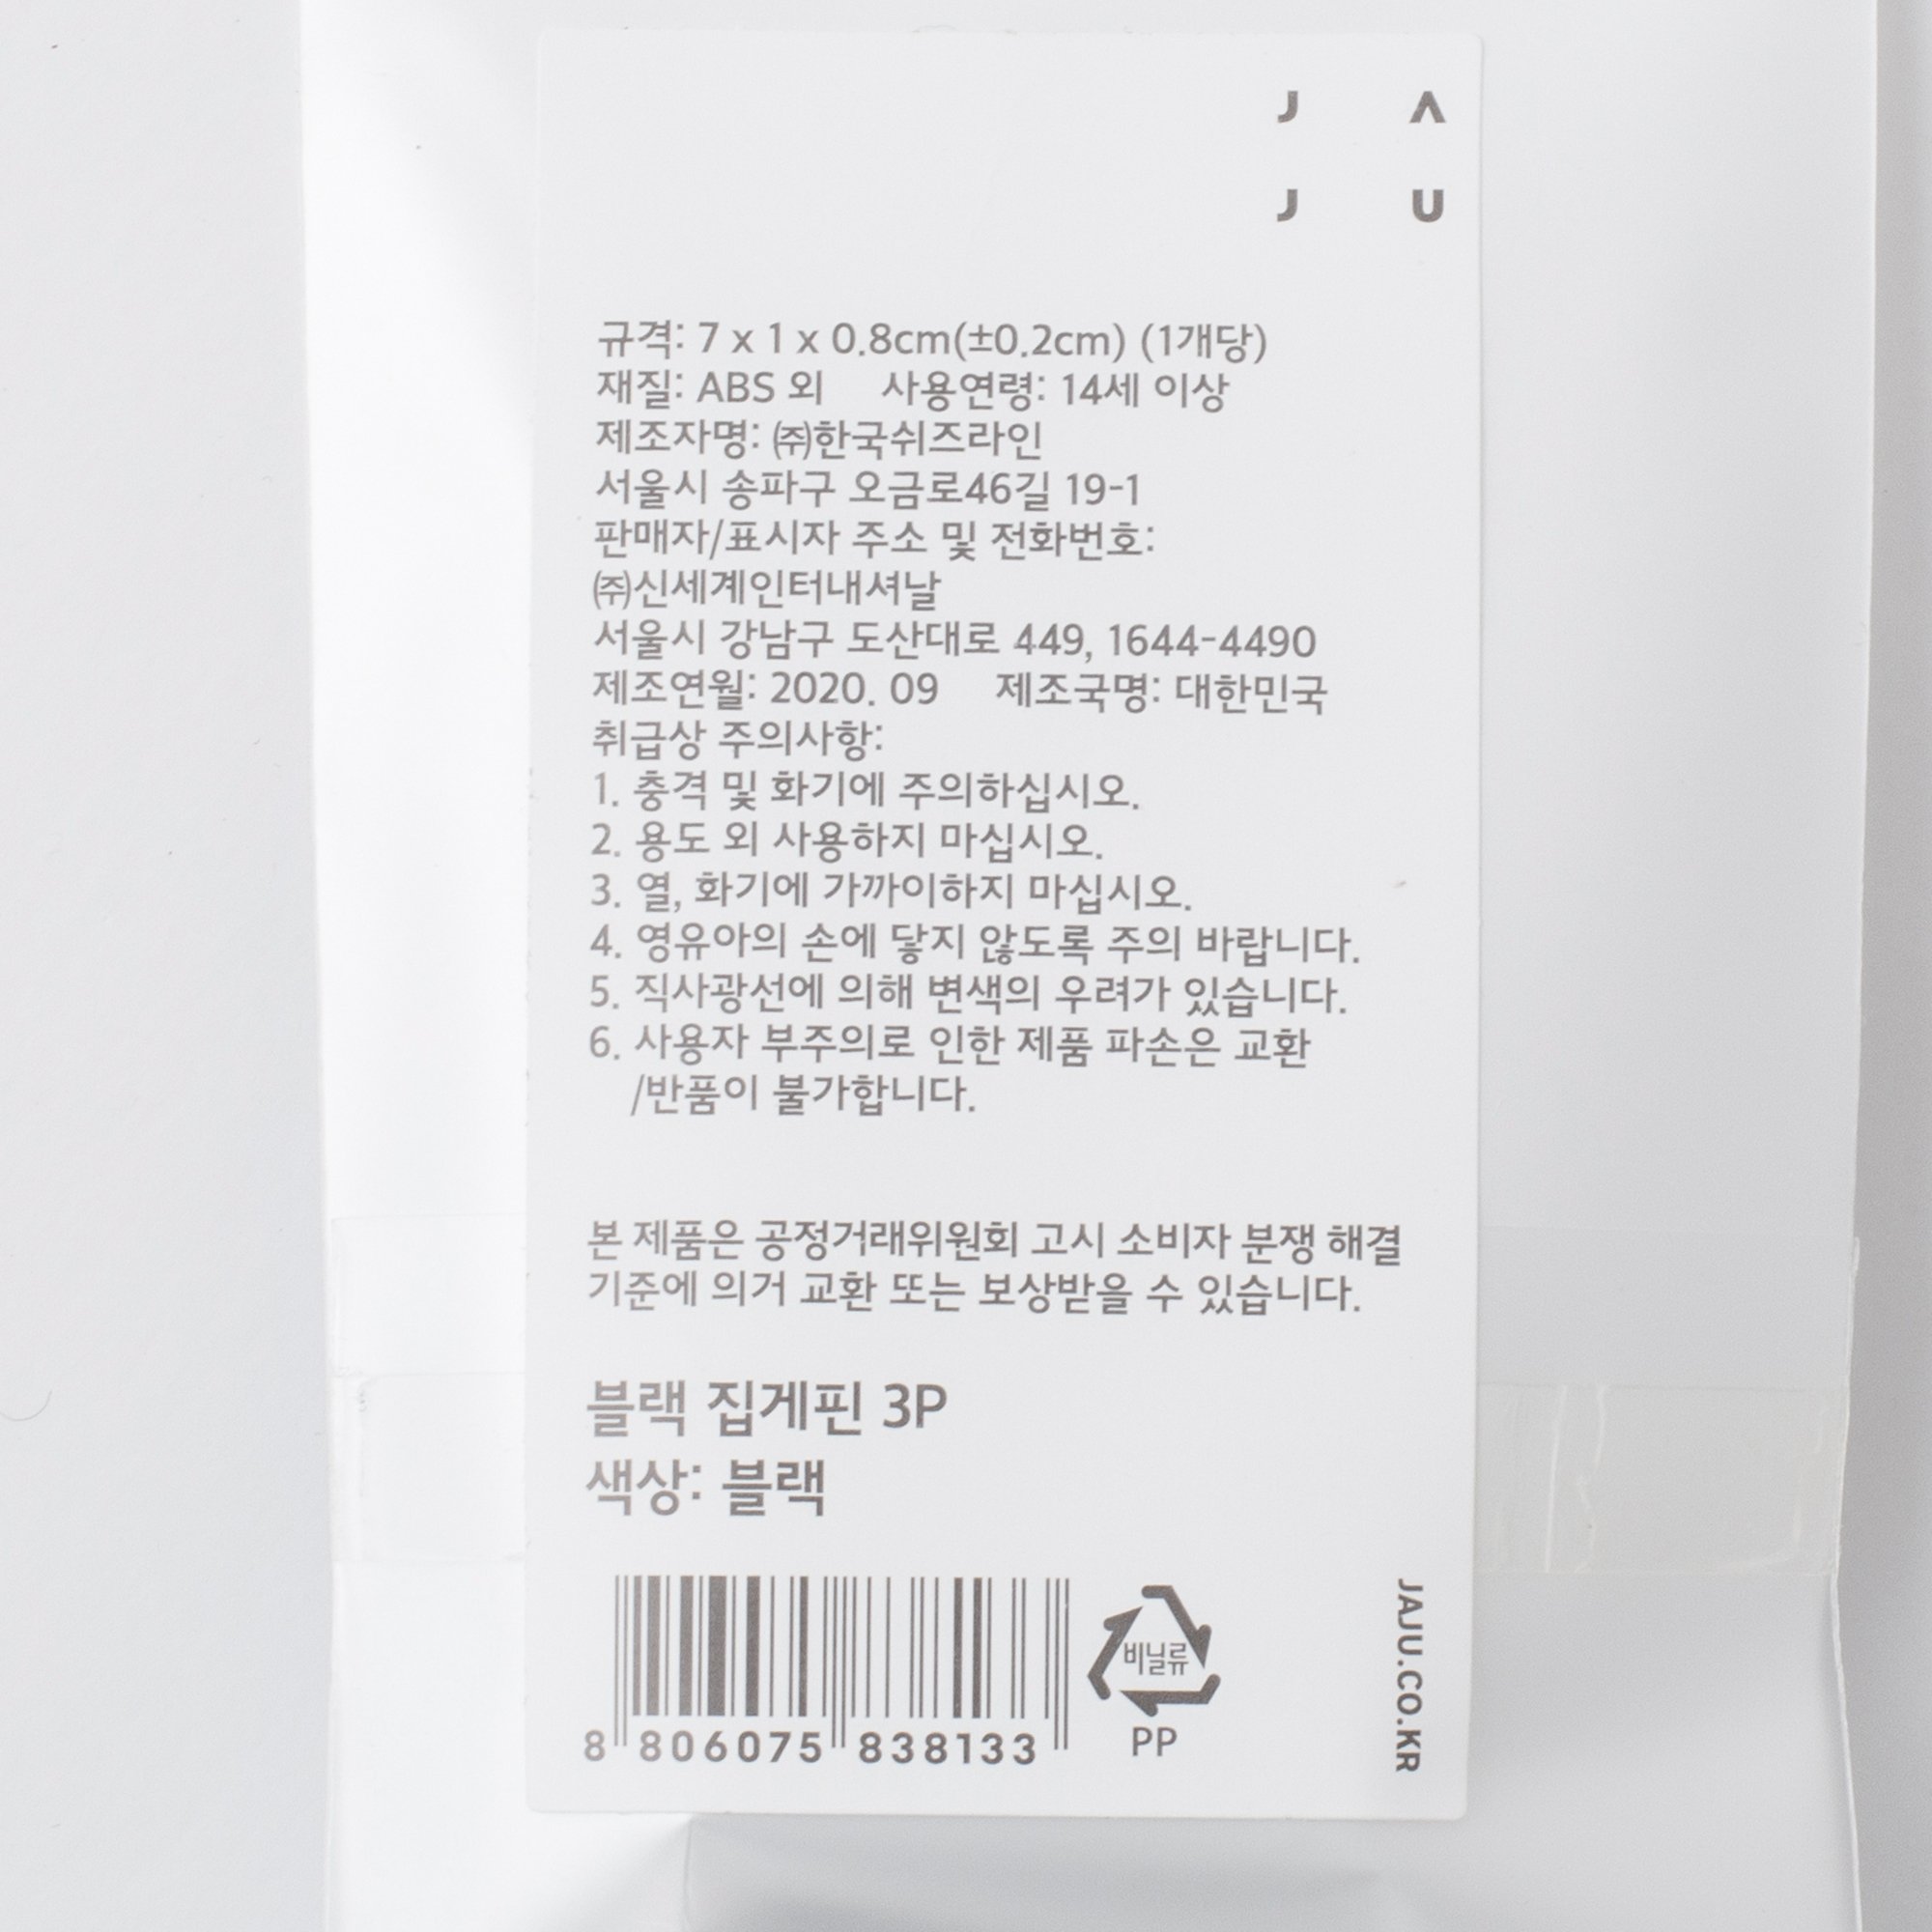 J A
J U
규격: 7 x 1 x 0.8cm(±0.2cm) (1개당)
재질: ABS 외 사용연령: 14세 이상
제조자명: ㈜한국쉬즈라인
서울시 송파구 오금로46길 19-1
판매자/표시자 주소 및 전화번호:
㈜신세계인터내셔날
서울시 강남구 도산대로 449, 1644-4490
제조연월: 2020. 09 제조국명: 대한민국
취급상 주의사항:
1. 충격 및 화기에 주의하십시오.
2. 용도 외 사용하지 마십시오.
3. 열, 화기에 가까이하지 마십시오.
4. 영유아의 손에 닿지 않도록 주의 바랍니다.
5. 직사광선에 의해 변색의 우려가 있습니다.
6. 사용자 부주의로 인한 제품 파손은 교환
/반품이 불가합니다.
본 제품은 공정거래위원회 고시 소비자 분쟁 해결
기준에 의거 교환 또는 보상받을 수 있습니다.
블랙 집게핀 3P
색상: 블랙
8 806075 838133
비닐류
PP
JAJU.CO.KR